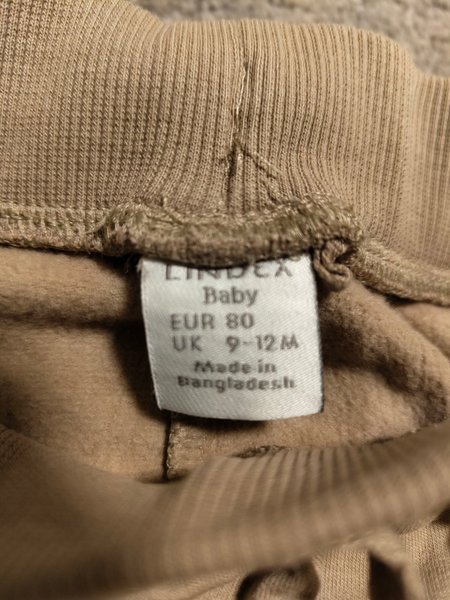 LINDEX
Baby
EUR 80
UK 9-12M
Made in
Bangladesh